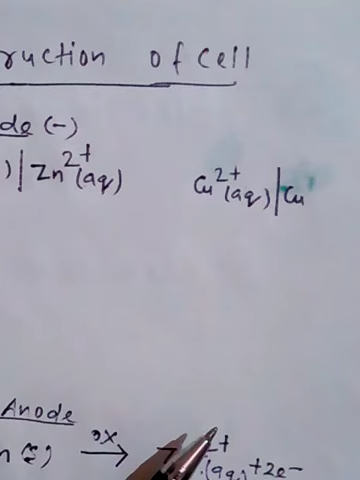 ruction of Cell
de (-)
) | Zn²⁺(aq) Cu²⁺(aq) | Cu
Anode
ox → 2+ (aq) + 2e-